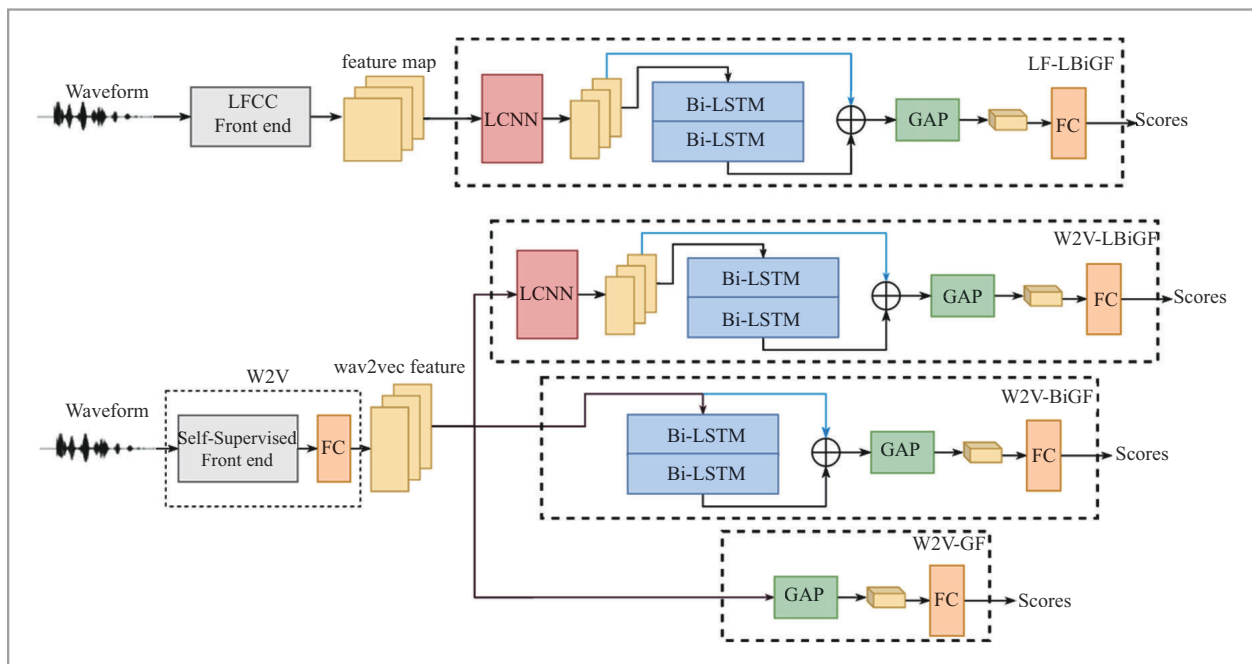 LF-LBiGF
feature map
Waveform
LFCC
Front end
LCNN
Bi-LSTM
Bi-LSTM
GAP
FC
Scores
W2V-LBiGF
LCNN
Bi-LSTM
Bi-LSTM
GAP
FC
Scores
W2V
wav2vec feature
Waveform
Self-Supervised
Front end
FC
W2V-BiGF
Bi-LSTM
Bi-LSTM
GAP
FC
Scores
W2V-GF
GAP
FC
Scores